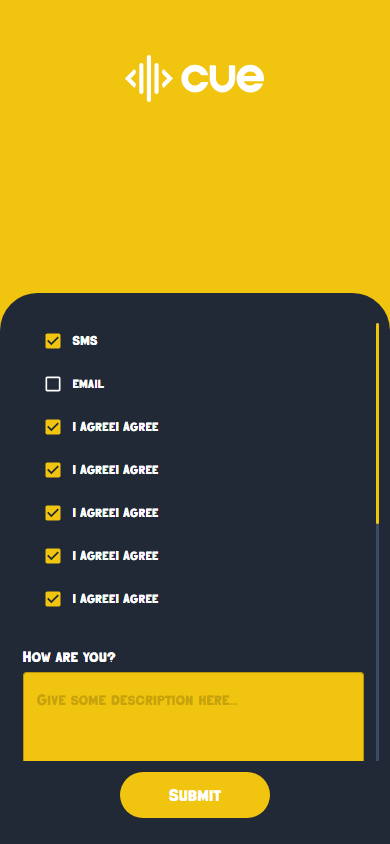 cue
SMS
EMAIL
I AGREEI AGREE
I AGREEI AGREE
I AGREEI AGREE
I AGREEI AGREE
I AGREEI AGREE
HOW ARE YOU?
GIVE SOME DESCRIPTION HERE...
SUBMIT